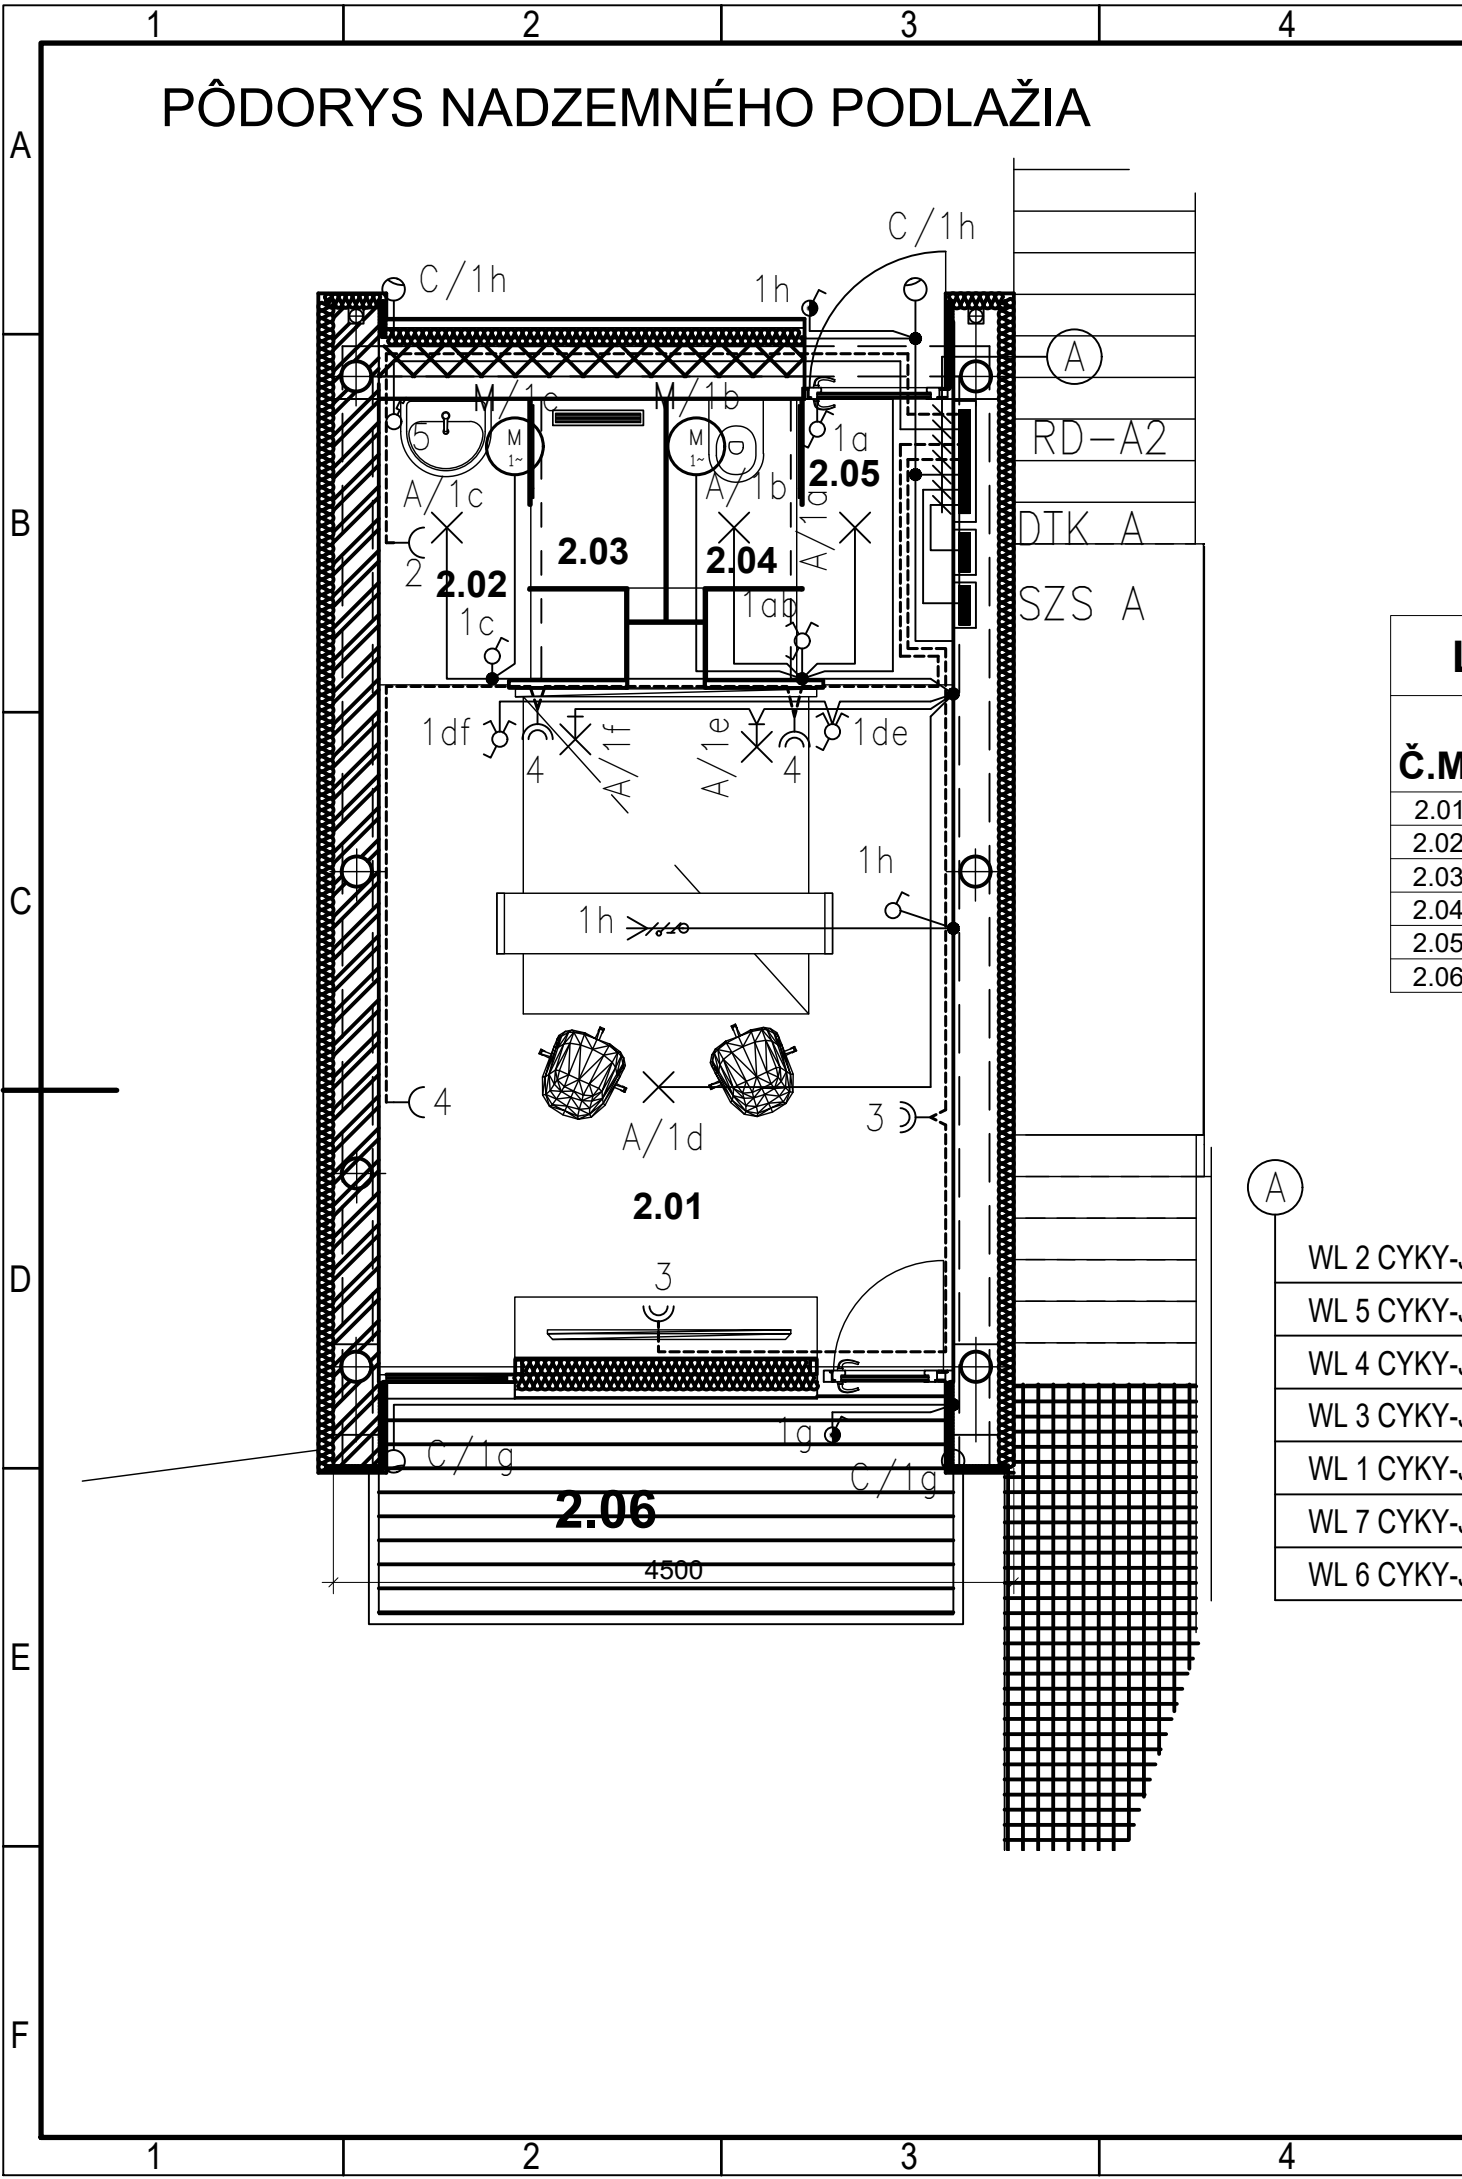 1 2 3 4
A
PÔDORYS NADZEMNÉHO PODLAŽIA
C/1h
C/1h
1h
A
M/1c
M/1b
5
M
1~
M
1~
1a
RD-A2
2.05
A/1c
A/1b
A/1a
B
DTK A
2.03
2.04
2
2.02
SZS A
1ab
1c
1df
4
A/1f
A/1e
4
1de
Č.M
2.01
2.02
2.03
2.04
2.05
2.06
1h
C
1h
4
3
A/1d
A
2.01
D
3
WL 2 CYKY-J
WL 5 CYKY-J
WL 4 CYKY-J
WL 3 CYKY-J
WL 1 CYKY-J
WL 7 CYKY-J
WL 6 CYKY-J
1g
C/1g
C/1g
2.06
4500
E
F
1 2 3 4